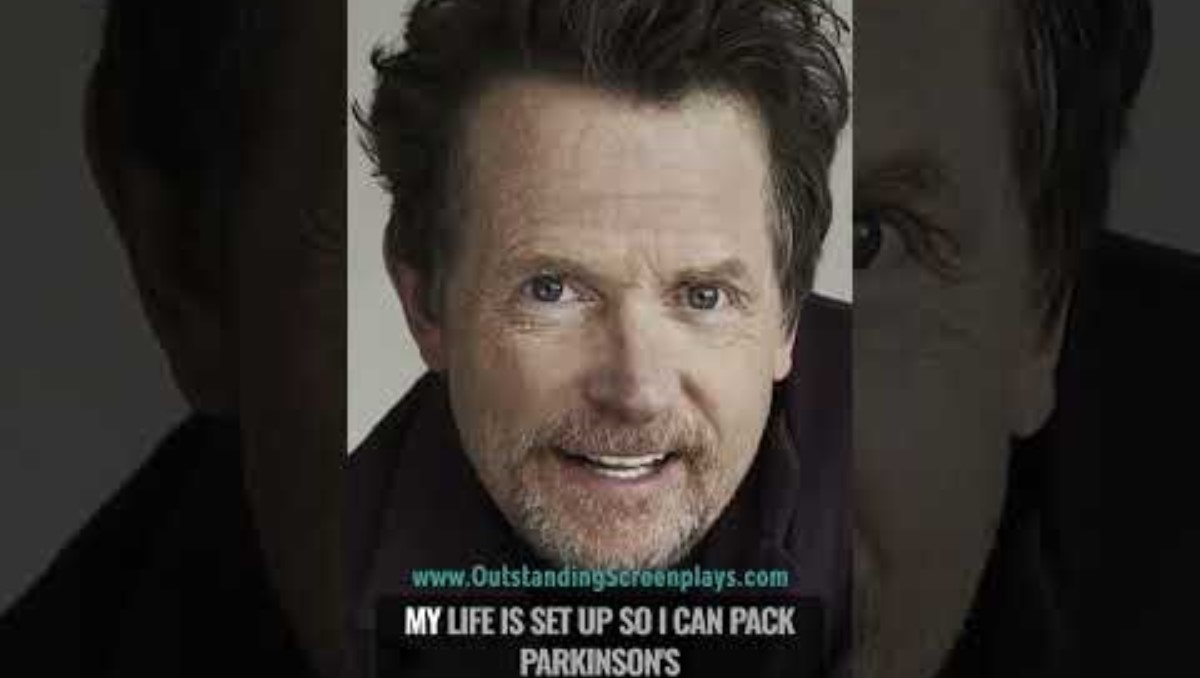 www.OutstandingScreenplays.com
MY LIFE IS SET UP SO I CAN PACK
PARKINSON'S